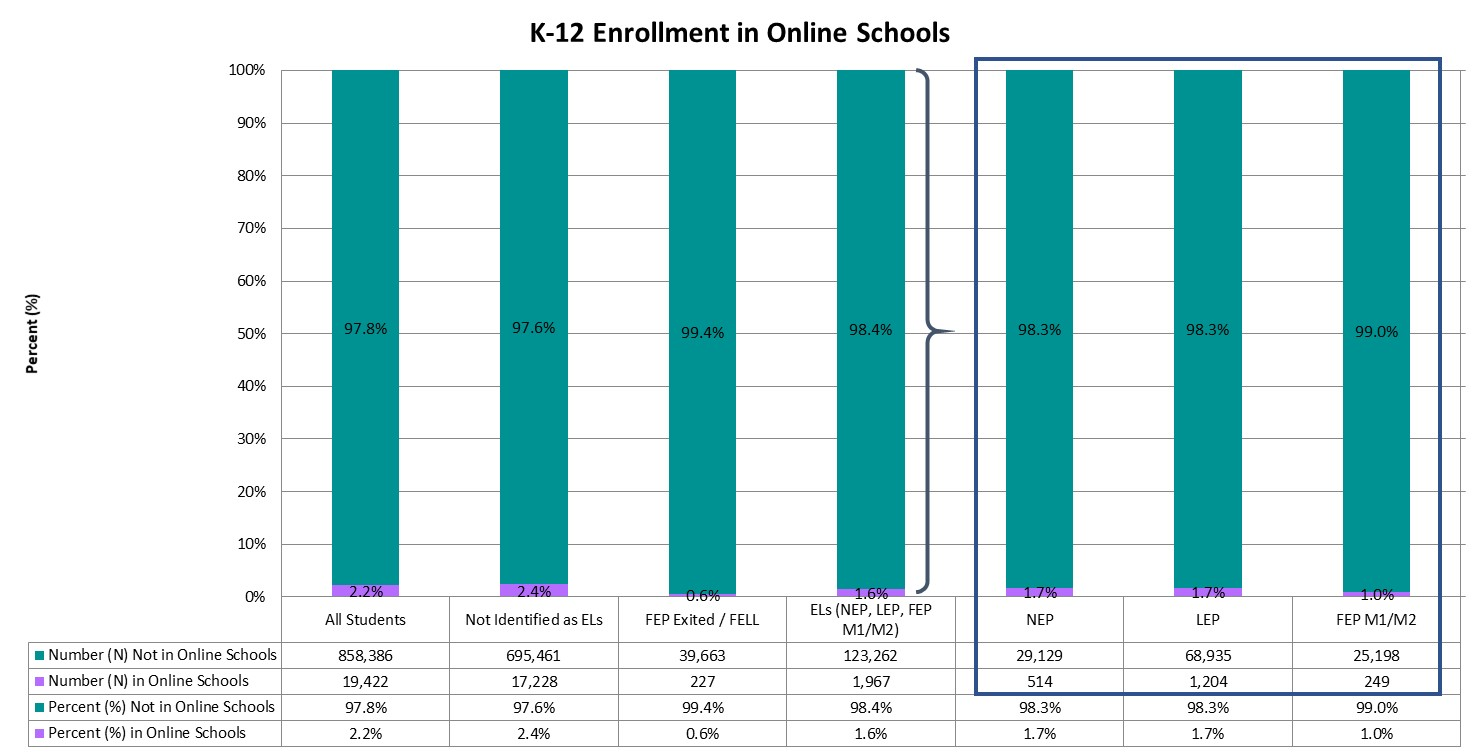 K-12 Enrollment in Online Schools
Percent (%)
100%
90%
80%
70%
60%
50%
40%
30%
20%
10%
0%
97.8% 97.6% 99.4% 98.4% 98.3% 98.3% 99.0%
2.2% 2.4% 0.6% 1.6% 1.7% 1.7% 1.0%
All Students Not Identified as ELs FEP Exited / FELL ELs (NEP, LEP, FEP M1/M2) NEP LEP FEP M1/M2
Number (N) Not in Online Schools 858,386 695,461 39,663 123,262 29,129 68,935 25,198
Number (N) in Online Schools 19,422 17,228 227 1,967 514 1,204 249
Percent (%) Not in Online Schools 97.8% 97.6% 99.4% 98.4% 98.3% 98.3% 99.0%
Percent (%) in Online Schools 2.2% 2.4% 0.6% 1.6% 1.7% 1.7% 1.0%